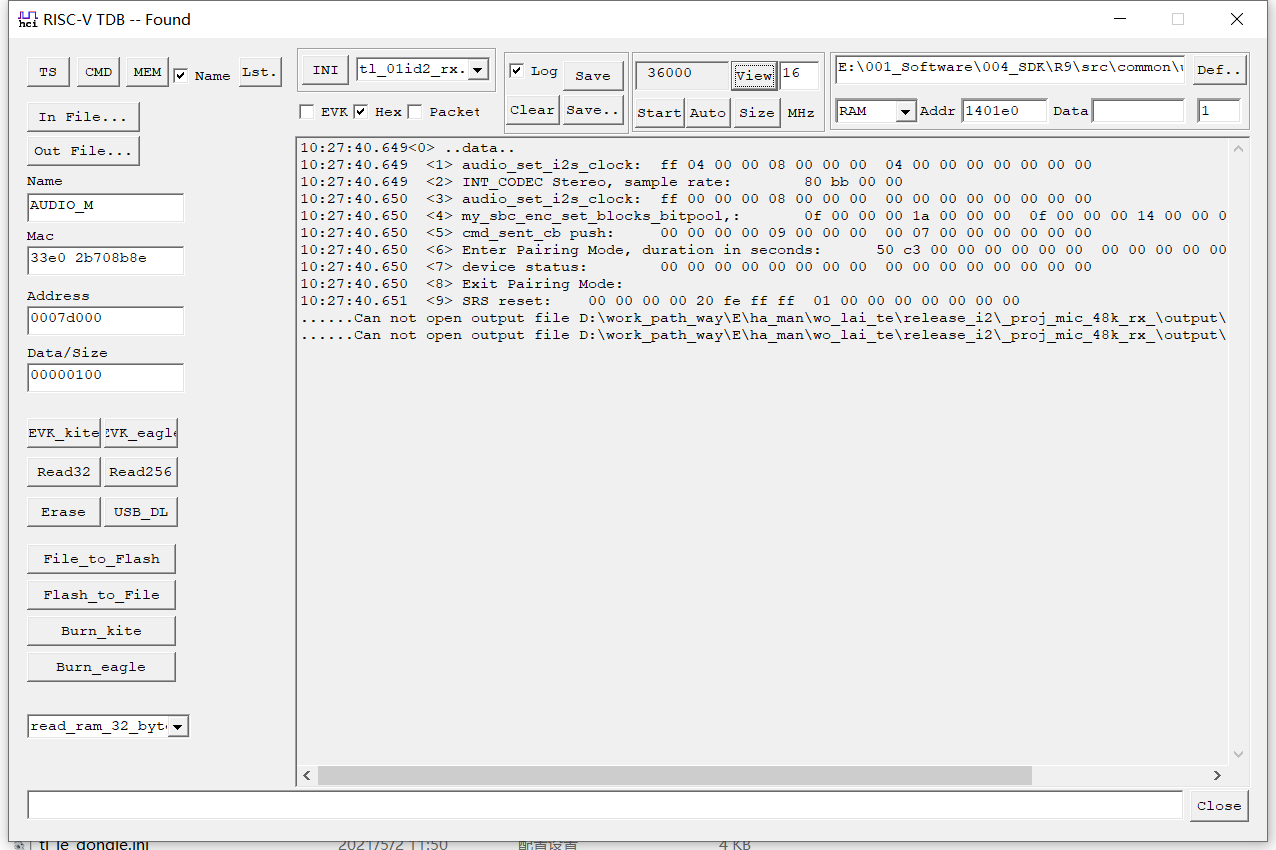 RISC-V TDB -- Found
TS CMD MEM Name Lst.
INI tl_01id2_rx.
Log Save
36000 View 16
E:\001_Software\004_SDK\R9\src\common\ Def..
In File...
EVK Hex Packet
Clear Save..
Start Auto Size MHz
RAM Addr 1401e0 Data 1
Out File...
Name
AUDIO_M
Mac
33e0 2b708b8e
Address
0007d000
Data/Size
00000100
EVK_kite EVK_eagle
Read32 Read256
Erase USB_DL
File_to_Flash
Flash_to_File
Burn_kite
Burn_eagle
read_ram_32_byt
10:27:40.649<0> ..data..
10:27:40.649 <1> audio_set_i2s_clock: ff 04 00 00 08 00 00 00 04 00 00 00 00 00 00 00
10:27:40.649 <2> INT_CODEC Stereo, sample rate: 80 bb 00 00
10:27:40.650 <3> audio_set_i2s_clock: ff 00 00 00 08 00 00 00 00 00 00 00 00 00 00 00
10:27:40.650 <4> my_sbc_enc_set_blocks_bitpool,: 0f 00 00 00 1a 00 00 00 0f 00 00 00 14 00 00 0
10:27:40.650 <5> cmd_sent_cb push: 00 00 00 00 09 00 00 00 00 07 00 00 00 00 00 00
10:27:40.650 <6> Enter Pairing Mode, duration in seconds: 50 c3 00 00 00 00 00 00 00 00 00 00 00
10:27:40.650 <7> device status: 00 00 00 00 00 00 00 00 00 00 00 00 00 00 00 00
10:27:40.650 <8> Exit Pairing Mode:
10:27:40.651 <9> SRS reset: 00 00 00 00 20 fe ff ff 01 00 00 00 00 00 00 00
......Can not open output file D:\work_path_way\E\ha_man\wo_lai_te\release_i2\_proj_mic_48k_rx_\output\
......Can not open output file D:\work_path_way\E\ha_man\wo_lai_te\release_i2\_proj_mic_48k_rx_\output\
Close
tl_le_dongle.ini 2021/5/2 11:50 配置设置 4 KB